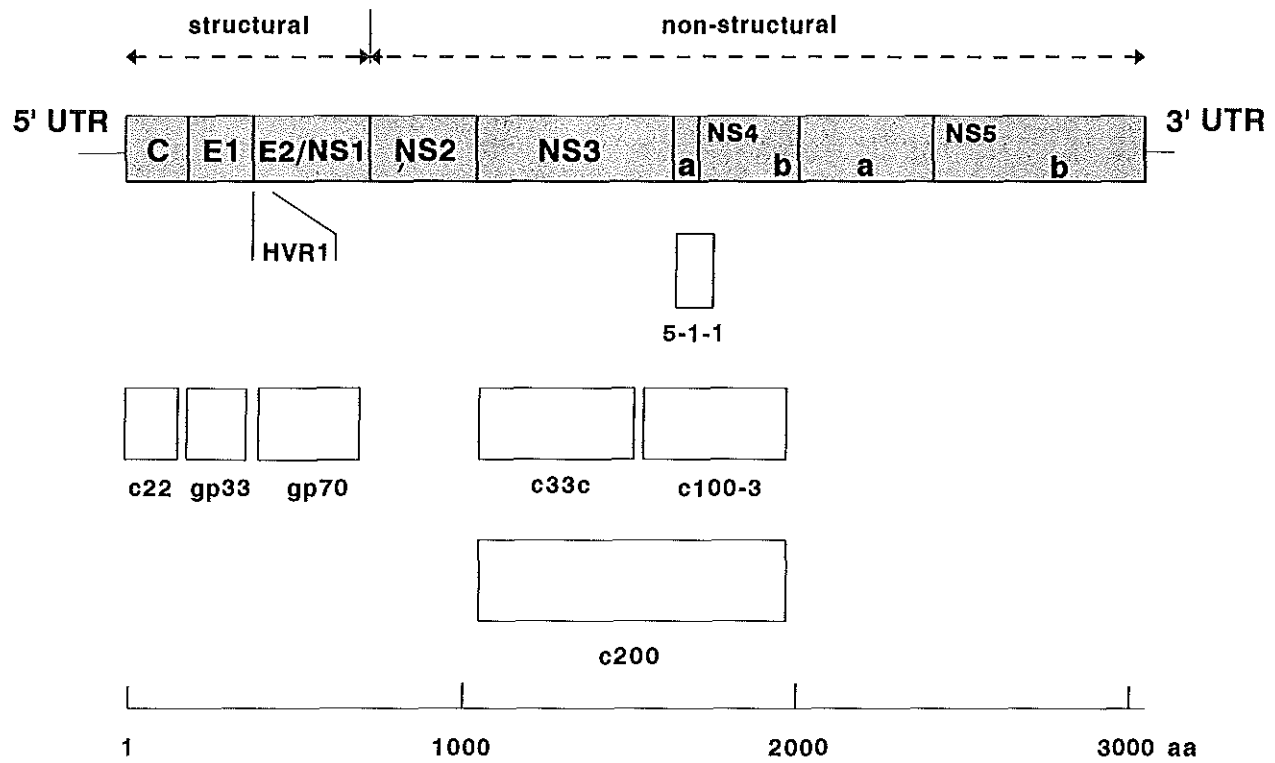 structural non-structural
5' UTR 3' UTR
C E1 E2/NS1 NS2 NS3 a NS4 b a NS5 b
HVR1
5-1-1
c22 gp33 gp70 c33c c100-3
c200
1 1000 2000 3000 aa